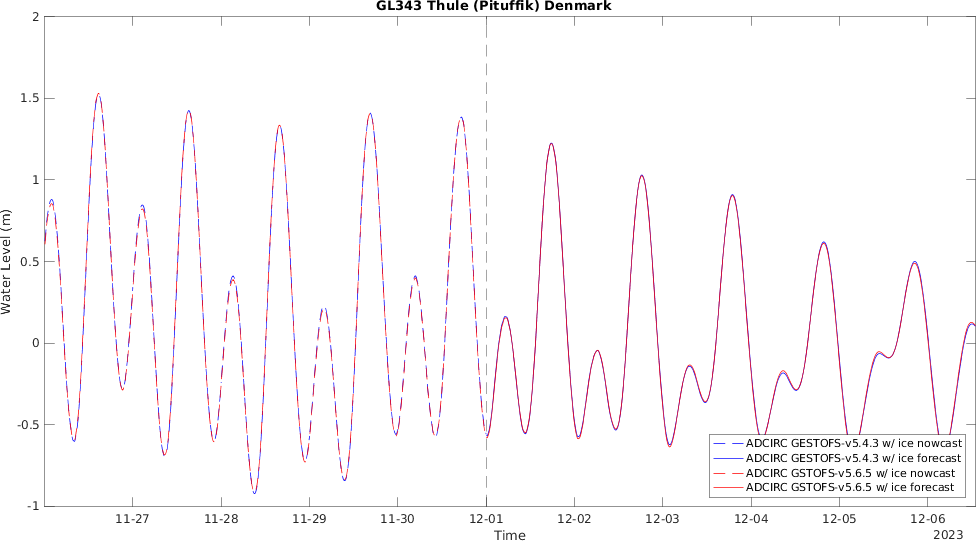 GL343 Thule (Pituffik) Denmark
2
1.5
1
0.5
0
-0.5
-1
Water Level (m)
ADCIRC GESTOFS-v5.4.3 w/ ice nowcast
ADCIRC GESTOFS-v5.4.3 w/ ice forecast
ADCIRC GSTOFS-v5.6.5 w/ ice nowcast
ADCIRC GSTOFS-v5.6.5 w/ ice forecast
11-27 11-28 11-29 11-30 12-01 12-02 12-03 12-04 12-05 12-06
Time
2023